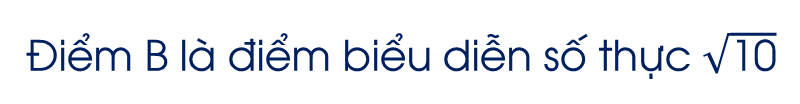 Điểm B là điểm biểu diễn số thực √10